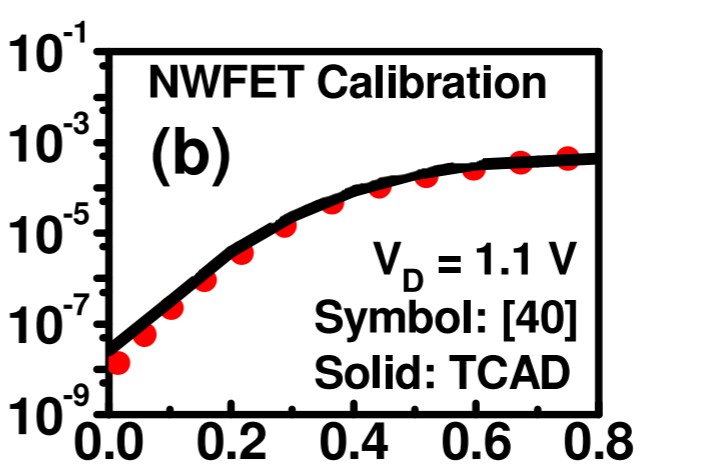 10^-1
NWFET Calibration
10^-3
(b)
10^-5
V_D = 1.1 V
10^-7
Symbol: [40]
Solid: TCAD
10^-9
0.0 0.2 0.4 0.6 0.8